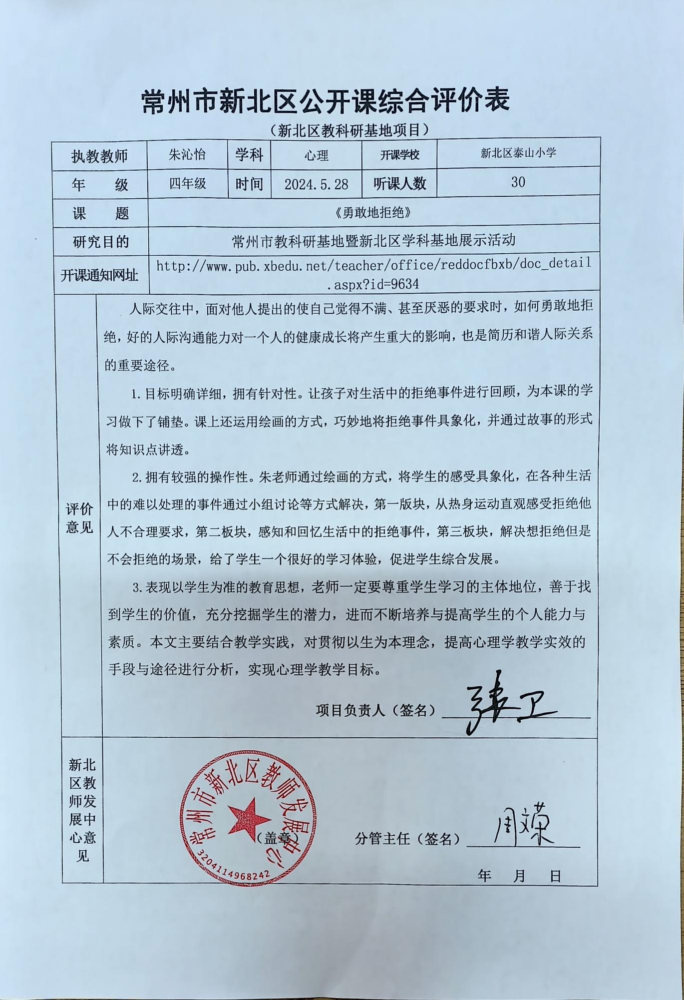 常州市新北区公开课综合评价表
（新北区教科研基地项目）
执教教师 朱沁怡 学科 心理 开课学校 新北区泰山小学
年 级 四年级 时间 2024.5.28 听课人数 30
课 题 《勇敢地拒绝》
研究目的 常州市教科研基地暨新北区学科基地展示活动
开课通知网址 http://www.pub.xbedu.net/teacher/office/reddocfbxb/doc_detail
.aspx?id=9634
人际交往中，面对他人提出的使自己觉得不满、甚至厌恶的要求时，如何勇敢地拒
绝，好的人际沟通能力对一个人的健康成长将产生重大的影响，也是简历和谐人际关系
的重要途径。
1.目标明确详细，拥有针对性。让孩子对生活中的拒绝事件进行回顾，为本课的学
习做下了铺垫。课上还运用绘画的方式，巧妙地将拒绝事件具象化，并通过故事的形式
将知识点讲透。
2.拥有较强的操作性。朱老师通过绘画的方式，将学生的感受具象化，在各种生活
中的难以处理的事件通过小组讨论等方式解决，第一版块，从热身运动直观感受拒绝他
人不合理要求，第二板块，感知和回忆生活中的拒绝事件，第三板块，解决想拒绝但是
不会拒绝的场景，给了学生一个很好的学习体验，促进学生综合发展。
3.表现以学生为准的教育思想，老师一定要尊重学生学习的主体地位，善于找
到学生的价值，充分挖掘学生的潜力，进而不断培养与提高学生的个人能力与
素质。本文主要结合教学实践，对贯彻以生为本理念，提高心理学教学实效的
手段与途径进行分析，实现心理学教学目标。
评价
意见
项目负责人（签名） 张卫
新北
区教
师发
展中
心意
见
常州市新北区教师发展中心
3204114968242
（盖章）
分管主任（签名） 周文荣
年 月 日